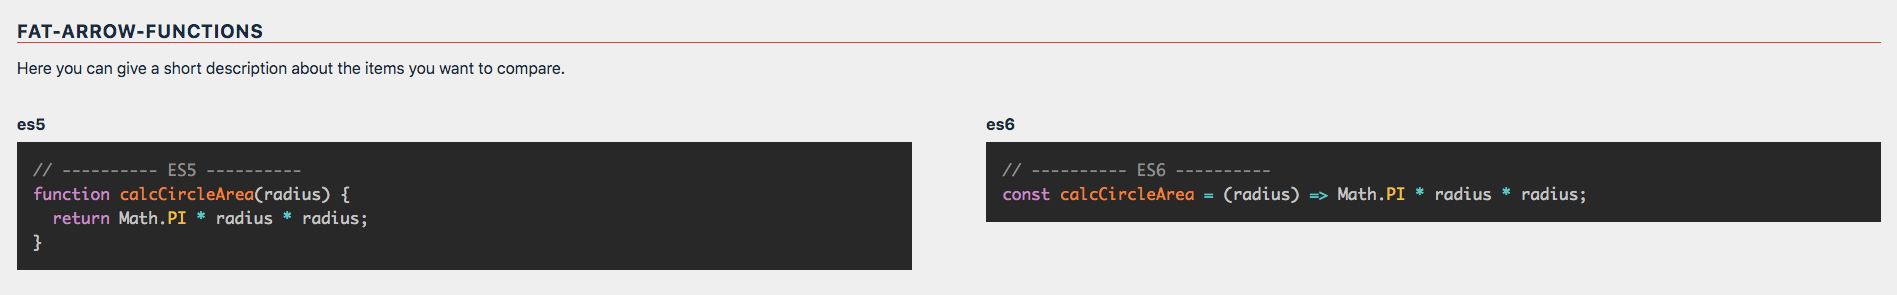 FAT-ARROW-FUNCTIONS
Here you can give a short description about the items you want to compare.
es5
// ---------- ES5 ----------
function calcCircleArea(radius) {
  return Math.PI * radius * radius;
}
es6
// ---------- ES6 ----------
const calcCircleArea = (radius) => Math.PI * radius * radius;